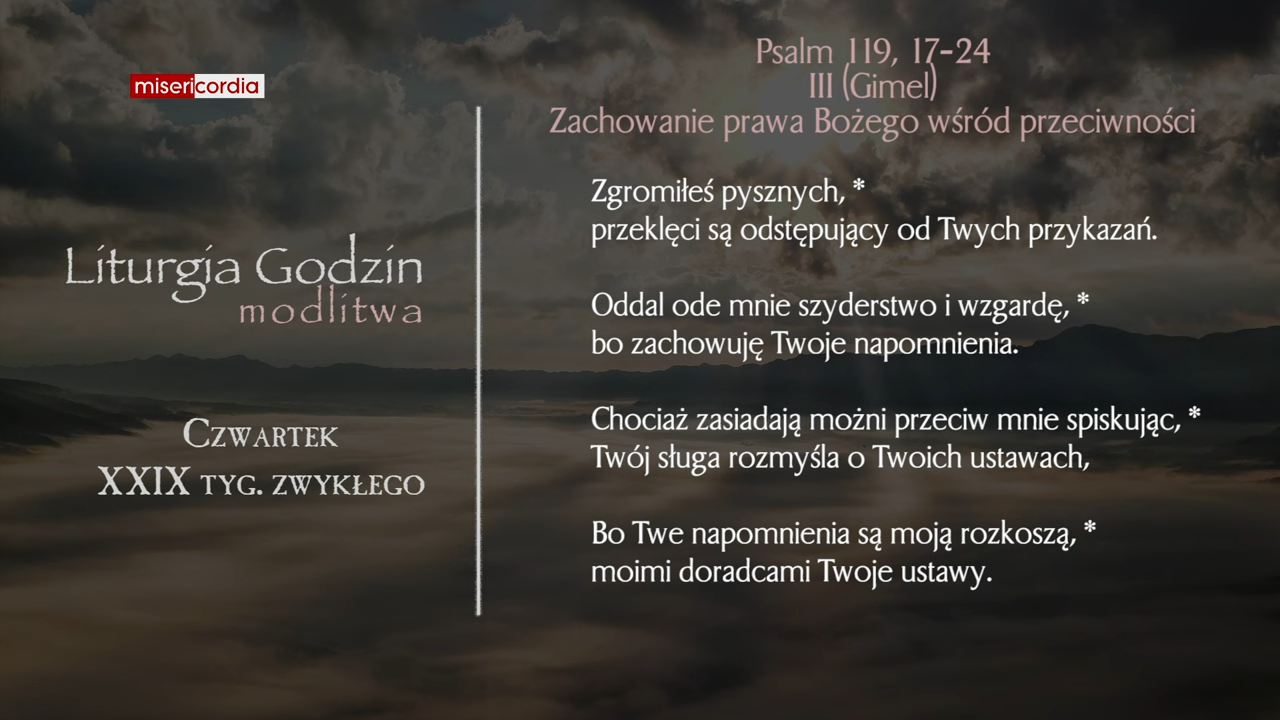 misericordia
Liturgia Godzin
modlitwa
Czwartek
XXIX tyg. zwykłego
Psalm 119, 17-24
III (Gimel)
Zachowanie prawa Bożego wśród przeciwności
Zgromiłeś pysznych, *
przeklęci są odstępujący od Twych przykazań.
Oddal ode mnie szyderstwo i wzgardę, *
bo zachowuję Twoje napomnienia.
Chociaż zasiadają możni przeciw mnie spiskując, *
Twój sługa rozmyśla o Twoich ustawach,
Bo Twe napomnienia są moją rozkoszą, *
moimi doradcami Twoje ustawy.